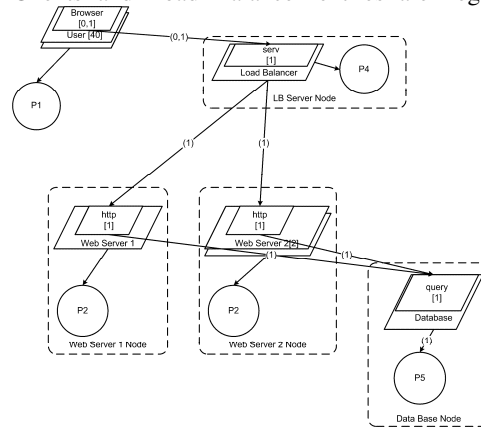 Browser
[0,1]
User [40]
(0,1)
serv
[1]
Load Balancer
P4
P1
LB Server Node
(1)
(1)
http
[1]
Web Server 1
http
[1]
Web Server 2[2]
(1)
(1)
query
[1]
Database
P2
P2
(1)
Web Server 1 Node
Web Server 2 Node
P5
Data Base Node